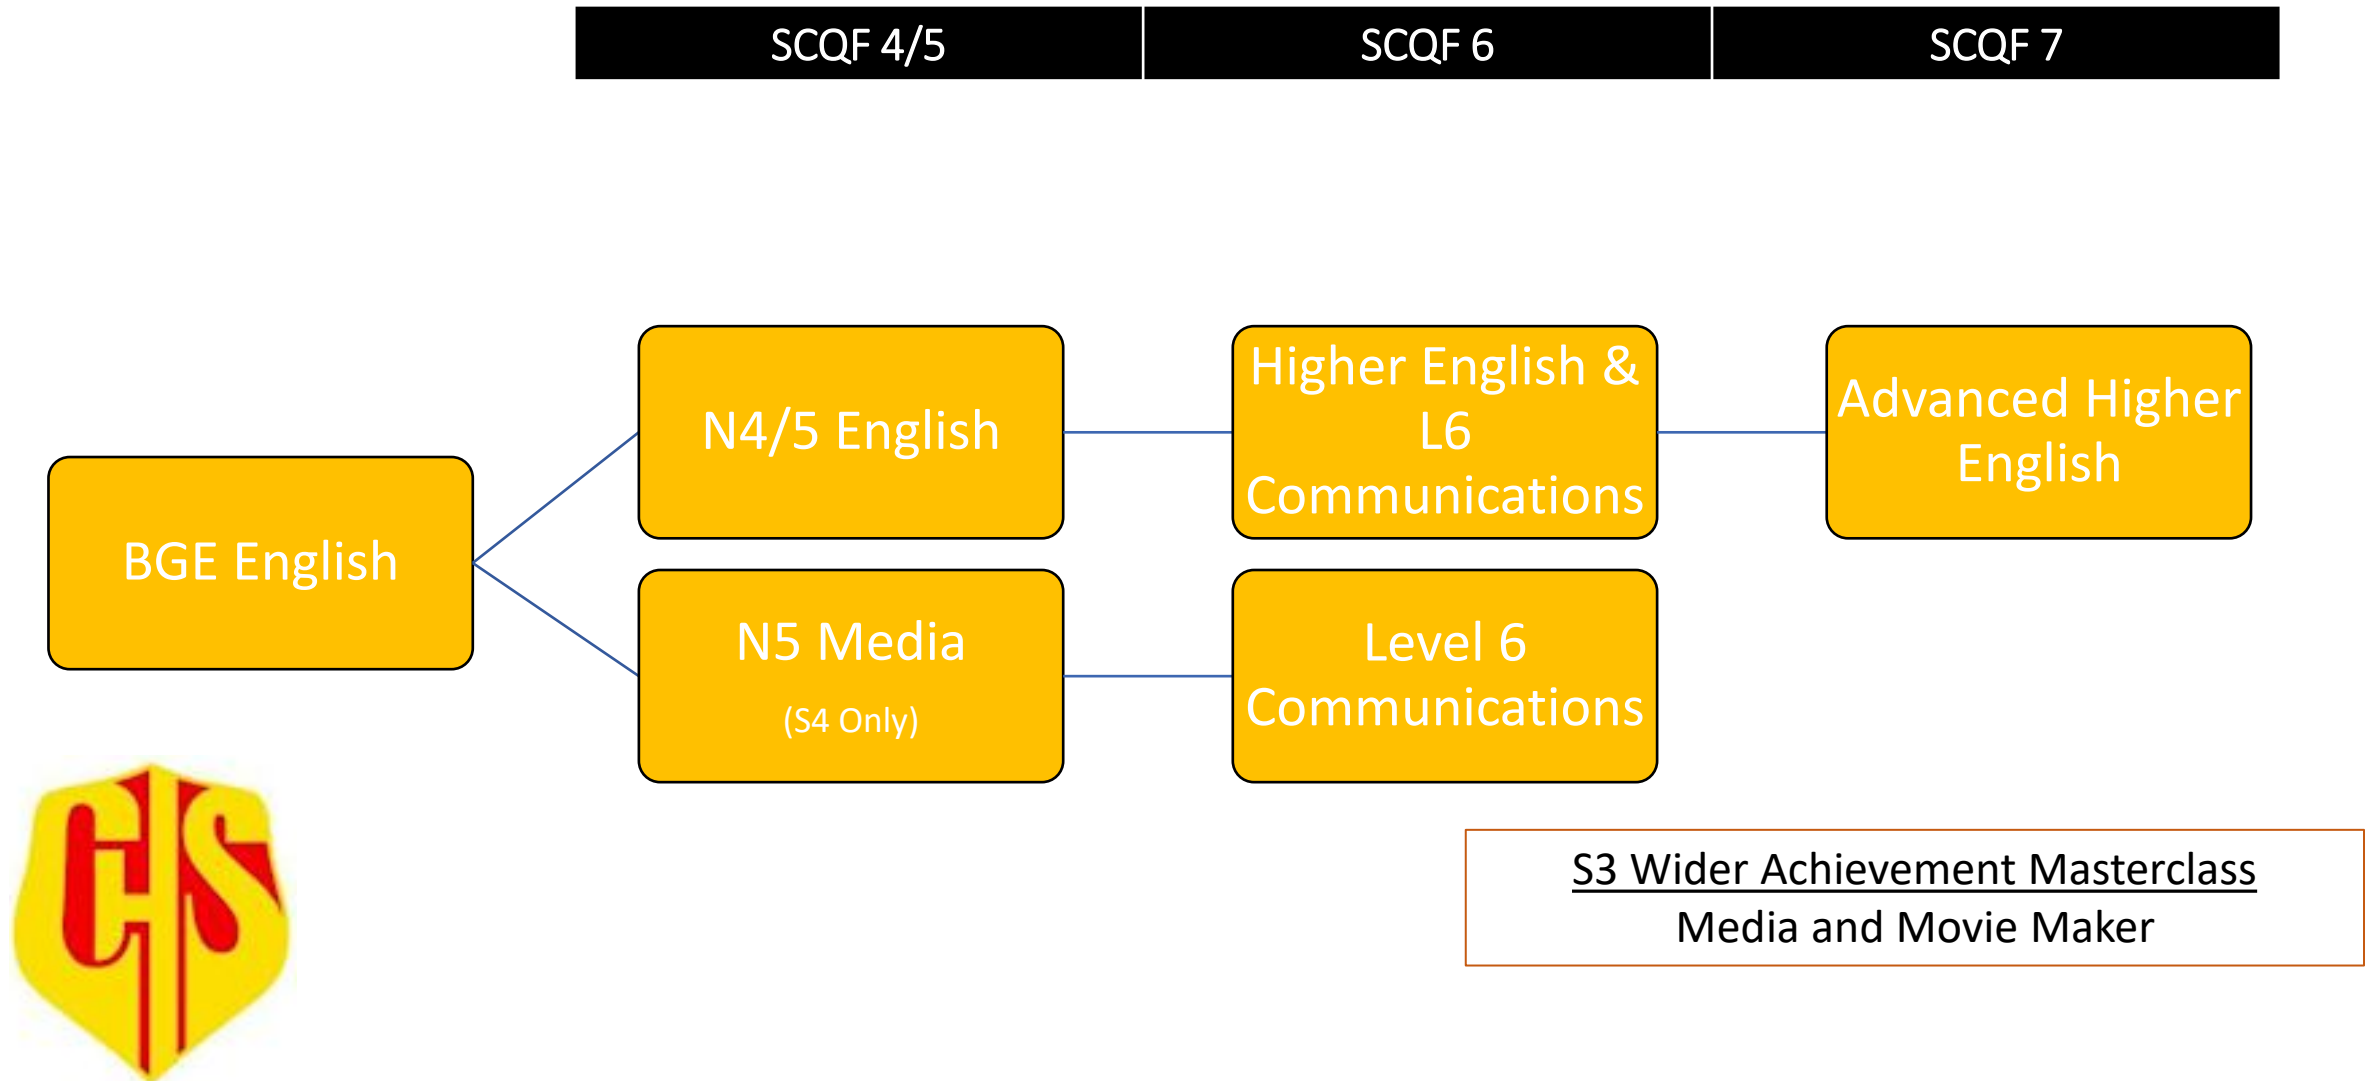 SCQF 4/5
SCQF 6
SCQF 7
BGE English
N4/5 English
Higher English &
L6
Communications
Advanced Higher
English
N5 Media
(S4 Only)
Level 6
Communications
CHS
S3 Wider Achievement Masterclass
Media and Movie Maker